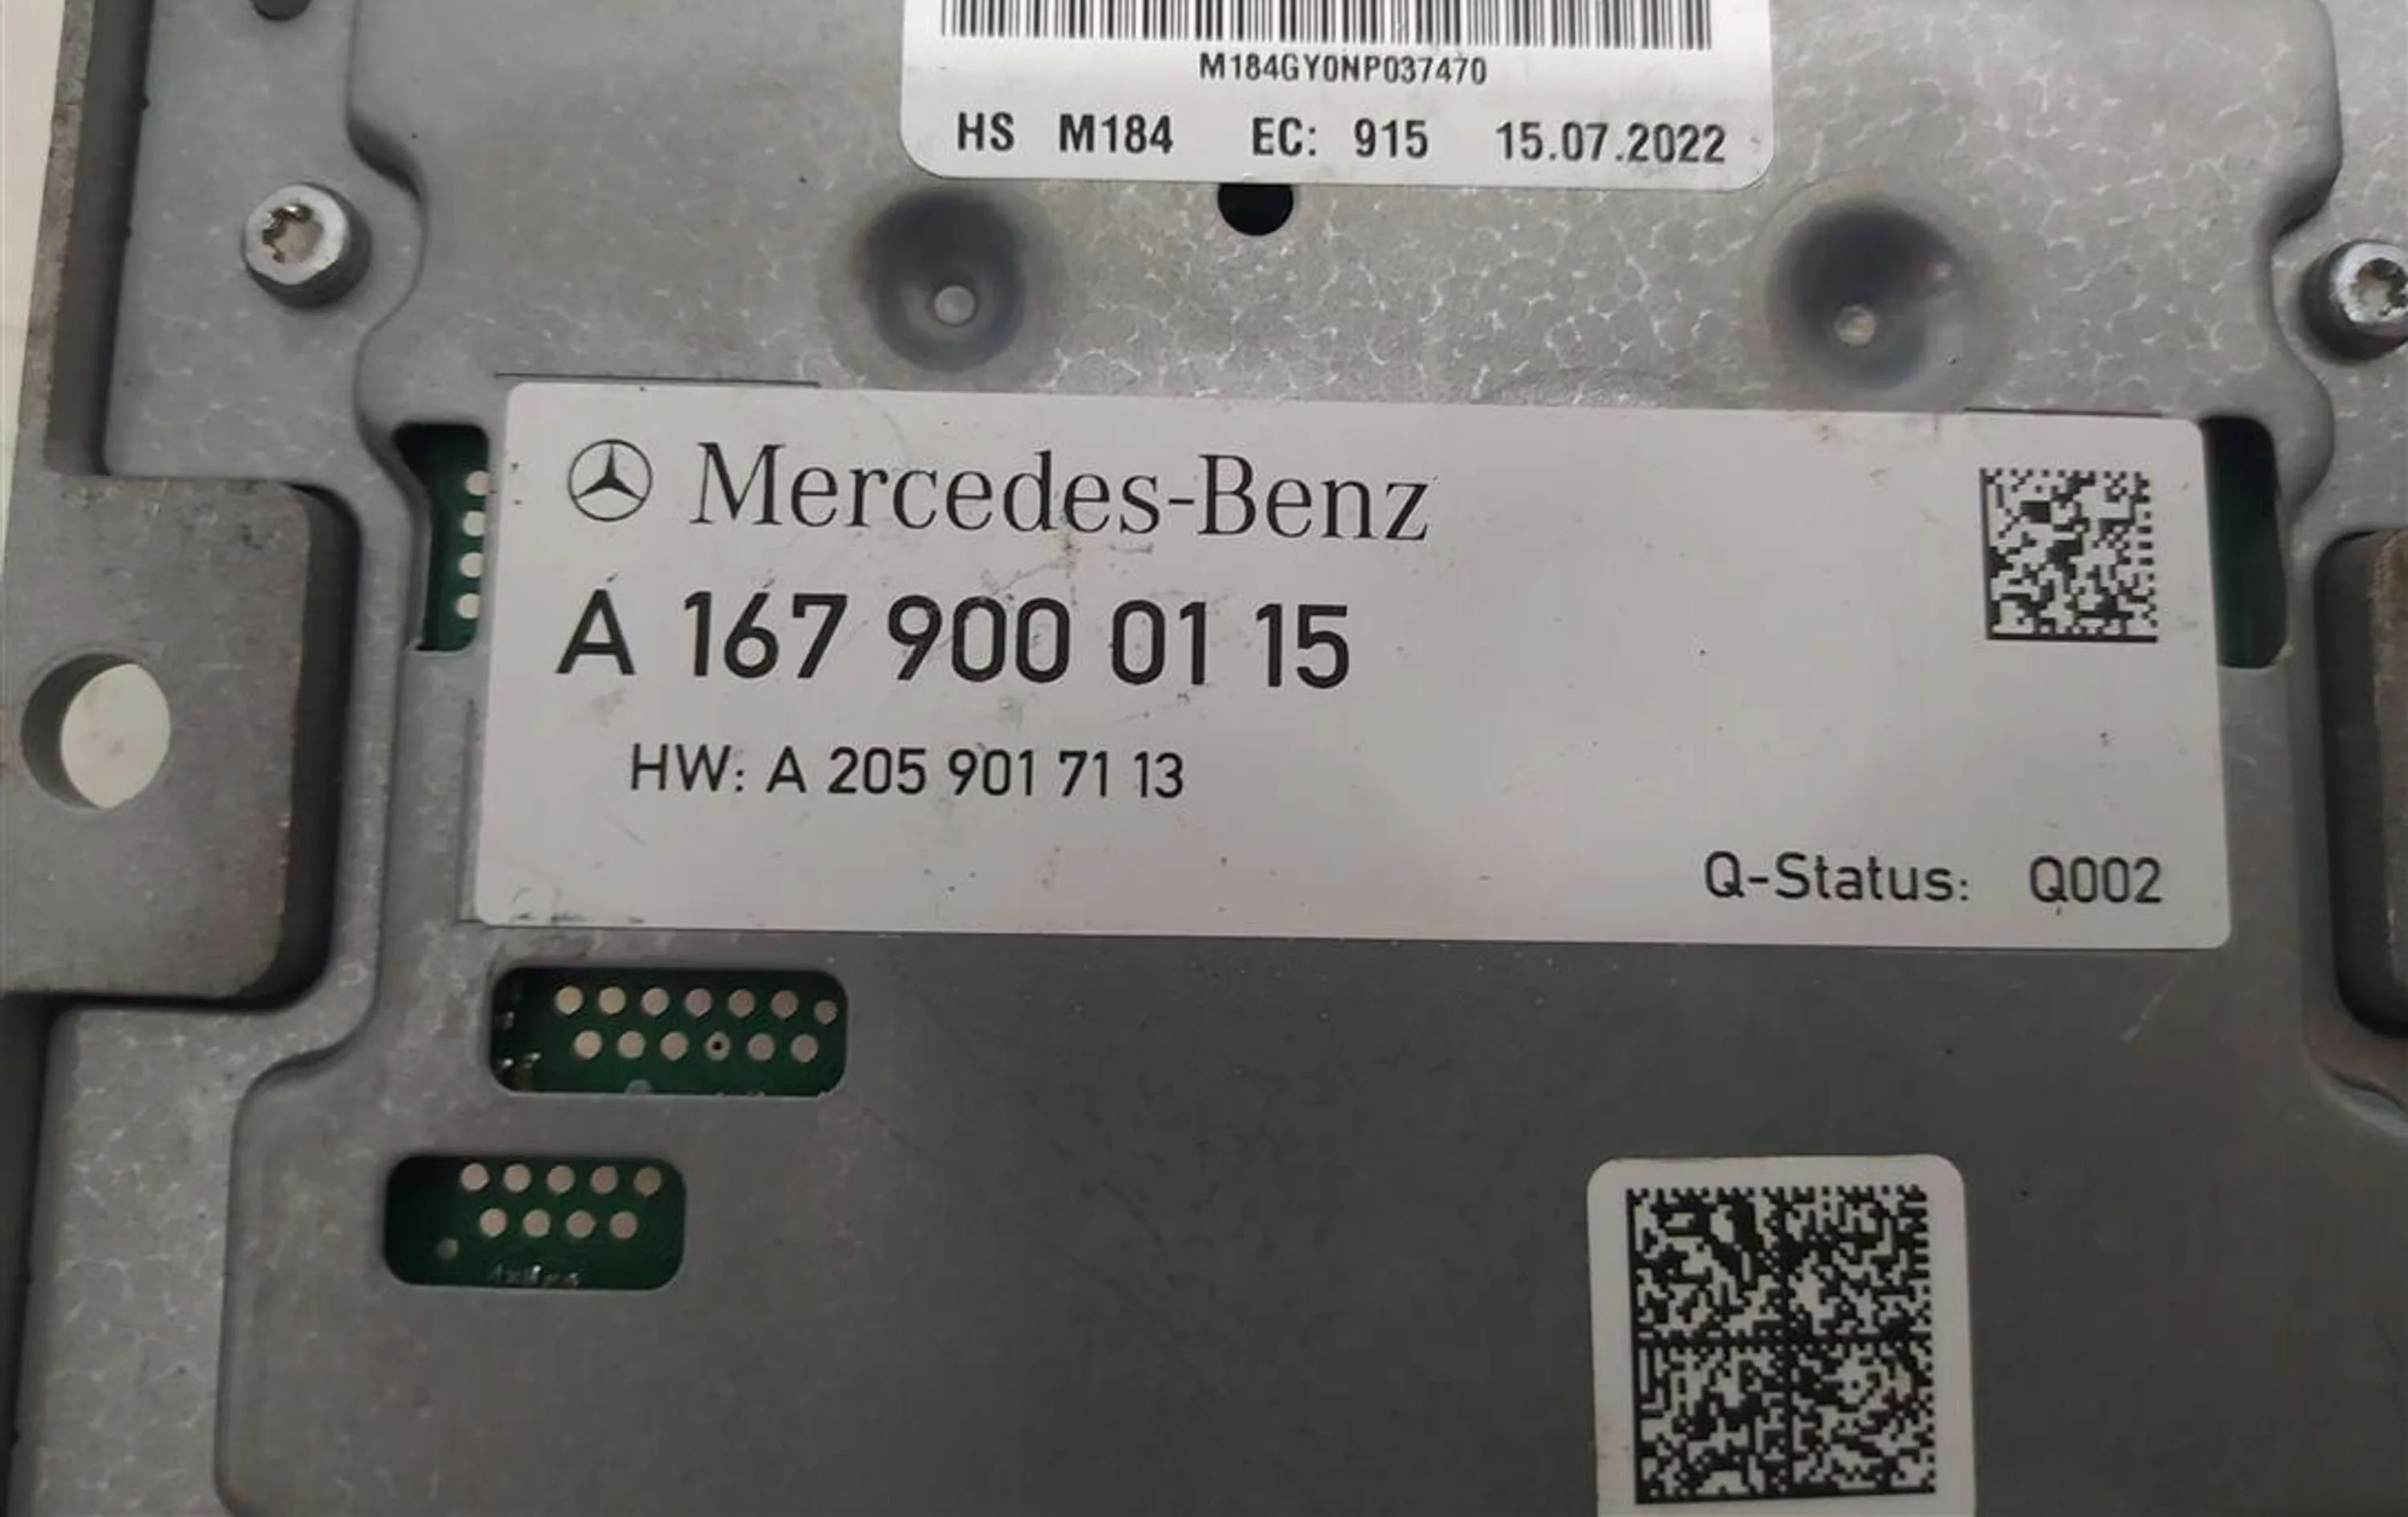 M184GY0NP037470
HS M184 EC: 915 15.07.2022
Mercedes-Benz
A 167 900 01 15
HW: A 205 901 71 13
Q-Status: Q002